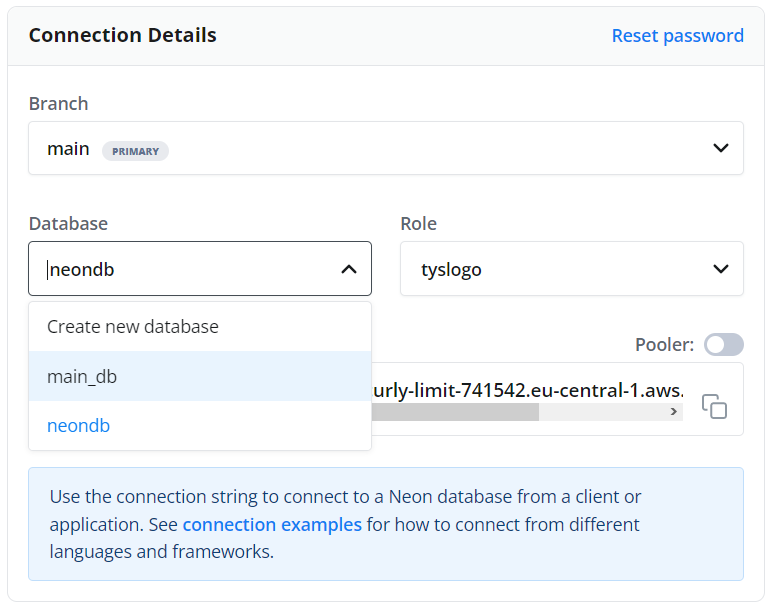 Connection Details
Reset password
Branch
main PRIMARY
Database
Role
neondb
tyslogo
Create new database
Pooler:
main_db
urly-limit-741542.eu-central-1.aws.
neondb
Use the connection string to connect to a Neon database from a client or
application. See connection examples for how to connect from different
languages and frameworks.